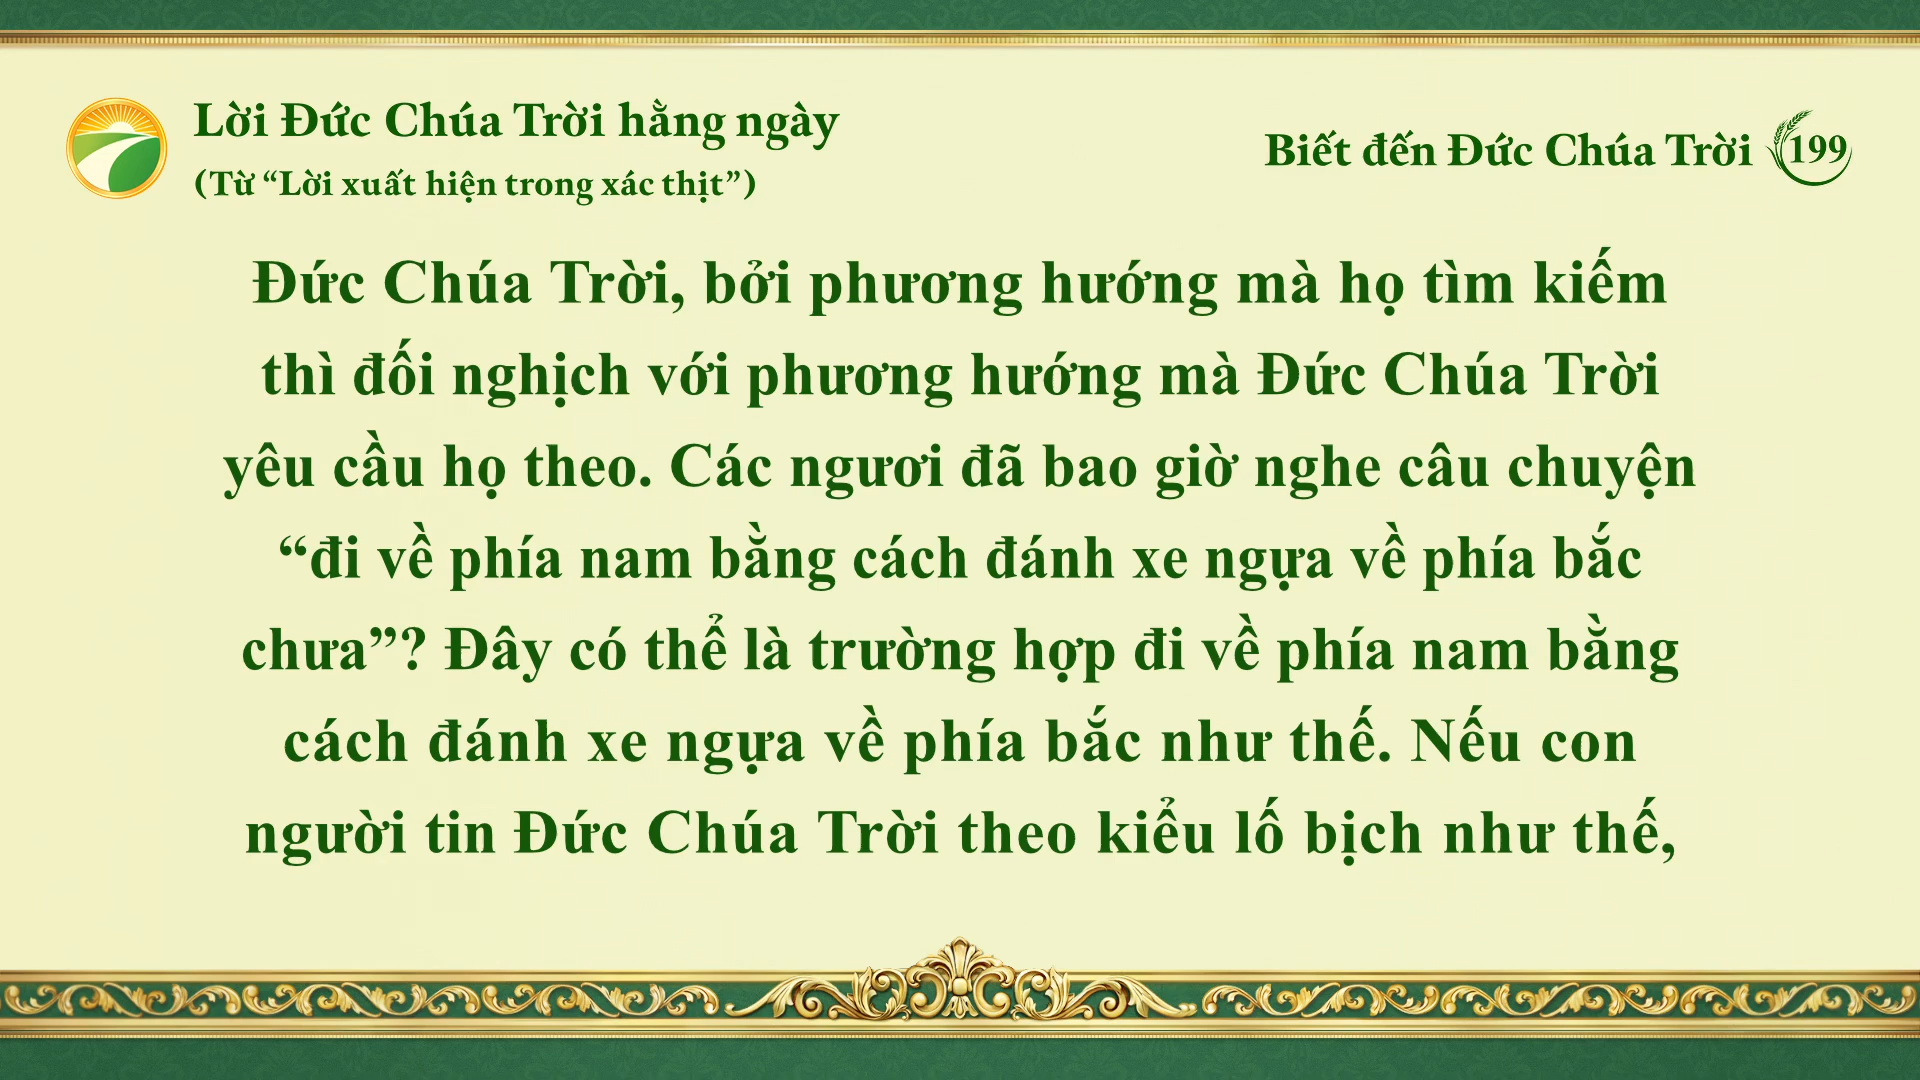 Lời Đức Chúa Trời hằng ngày
(Từ “Lời xuất hiện trong xác thịt”)
Biết đến Đức Chúa Trời 199
Đức Chúa Trời, bởi phương hướng mà họ tìm kiếm
thì đối nghịch với phương hướng mà Đức Chúa Trời
yêu cầu họ theo. Các ngươi đã bao giờ nghe câu chuyện
“đi về phía nam bằng cách đánh xe ngựa về phía bắc
chưa”? Đây có thể là trường hợp đi về phía nam bằng
cách đánh xe ngựa về phía bắc như thế. Nếu con
người tin Đức Chúa Trời theo kiểu lố bịch như thế,